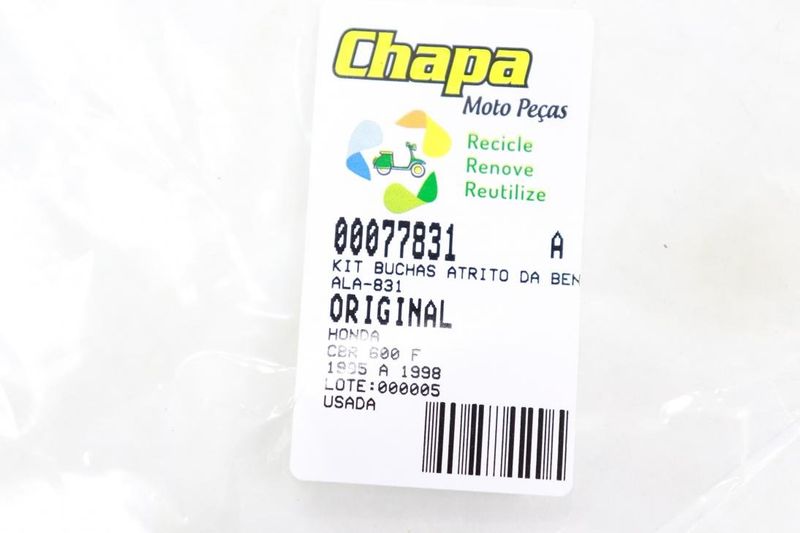 Chapa
Moto Peças
Recicle
Renove
Reutilize
00077831 A
KIT BUCHAS ATRITO DA BEN
ALA-831
ORIGINAL
HONDA
CBR 600 F
1995 A 1998
LOTE:000005
USADA